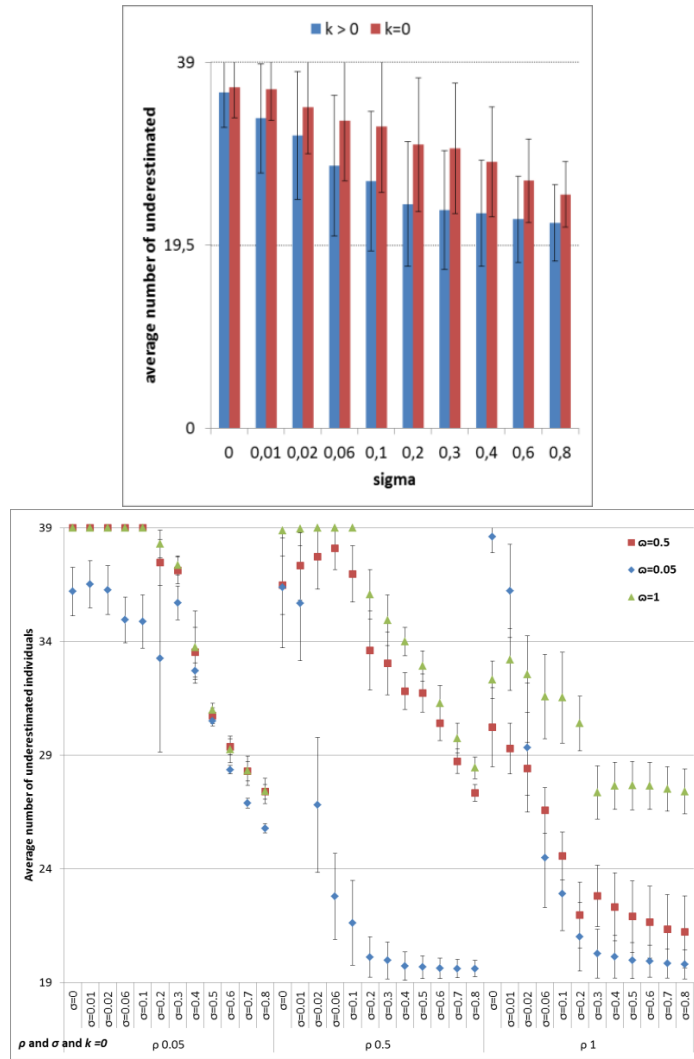 k > 0 k=0
39
19,5
0
average number of underestimated
0 0,01 0,02 0,06 0,1 0,2 0,3 0,4 0,6 0,8
sigma
39
34
29
24
19
Average number of underestimated individuals
ω=0.5
ω=0.05
ω=1
σ=0 σ=0.01 σ=0.02 σ=0.06 σ=0.1 σ=0.2 σ=0.3 σ=0.4 σ=0.5 σ=0.6 σ=0.7 σ=0.8 σ=0 σ=0.01 σ=0.02 σ=0.06 σ=0.1 σ=0.2 σ=0.3 σ=0.4 σ=0.5 σ=0.6 σ=0.7 σ=0.8 σ=0 σ=0.01 σ=0.02 σ=0.06 σ=0.1 σ=0.2 σ=0.3 σ=0.4 σ=0.5 σ=0.6 σ=0.7 σ=0.8
ρ and σ and k =0 ρ 0.05 ρ 0.5 ρ 1